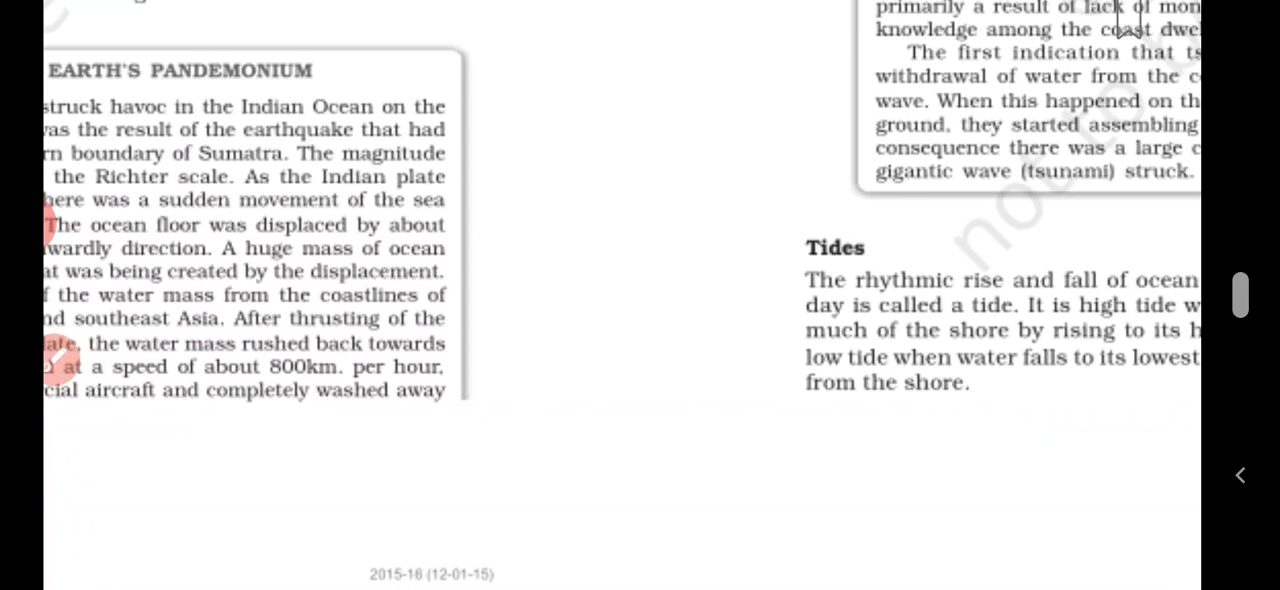 EARTH'S PANDEMONIUM
struck havoc in the Indian Ocean on the
as the result of the earthquake that had
rn boundary of Sumatra. The magnitude
the Richter scale. As the Indian plate
here was a sudden movement of the sea
The ocean floor was displaced by about
wardly direction. A huge mass of ocean
at was being created by the displacement.
f the water mass from the coastlines of
nd southeast Asia. After thrusting of the
ate, the water mass rushed back towards
at a speed of about 800km. per hour,
cial aircraft and completely washed away
primarily a result of lack of mon
knowledge among the coast dwel
The first indication that ts
withdrawal of water from the c
wave. When this happened on th
ground, they started assembling
consequence there was a large c
gigantic wave (tsunami) struck.
not to
Tides
The rhythmic rise and fall of ocean
day is called a tide. It is high tide w
much of the shore by rising to its h
low tide when water falls to its lowest
from the shore.
2015-16 (12-01-15)